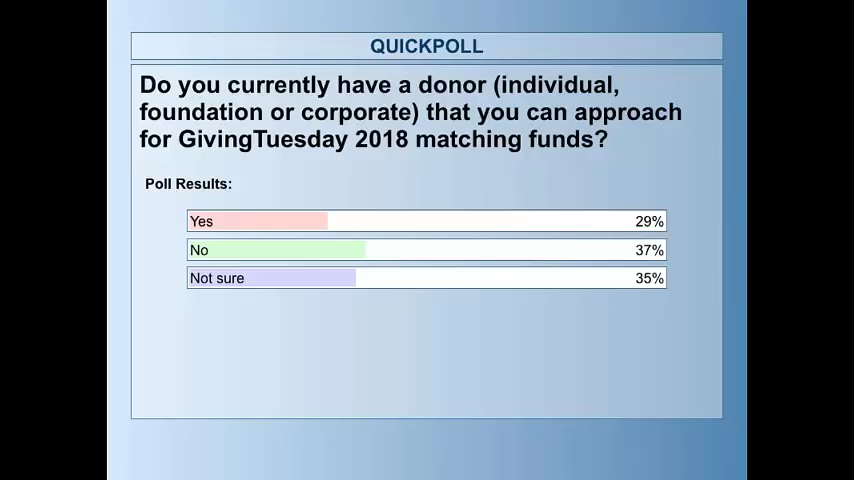 QUICKPOLL
Do you currently have a donor (individual,
foundation or corporate) that you can approach
for GivingTuesday 2018 matching funds?
Poll Results:
Yes 29%
No 37%
Not sure 35%